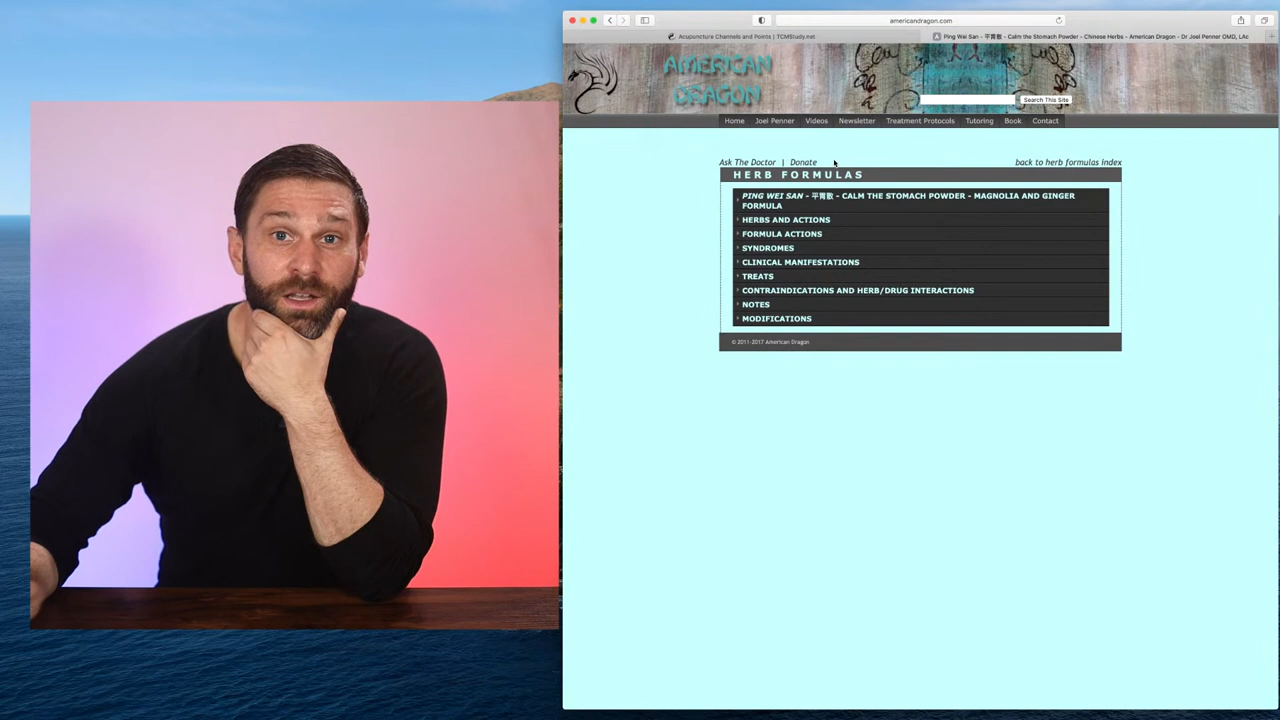 americandragon.com
Acupuncture Channels and Points | TCMStudy.net
Ping Wei San - 平胃散 - Calm the Stomach Powder - Chinese Herbs - American Dragon - Dr Joel Penner OMD, LAc
AMERICAN
DRAGON
Search This Site
Home Joel Penner Videos Newsletter Treatment Protocols Tutoring Book Contact
Ask The Doctor | Donate
back to herb formulas index
HERB FORMULAS
PING WEI SAN - 平胃散 - CALM THE STOMACH POWDER - MAGNOLIA AND GINGER
FORMULA
HERBS AND ACTIONS
FORMULA ACTIONS
SYNDROMES
CLINICAL MANIFESTATIONS
TREATS
CONTRAINDICATIONS AND HERB/DRUG INTERACTIONS
NOTES
MODIFICATIONS
© 2011-2017 American Dragon